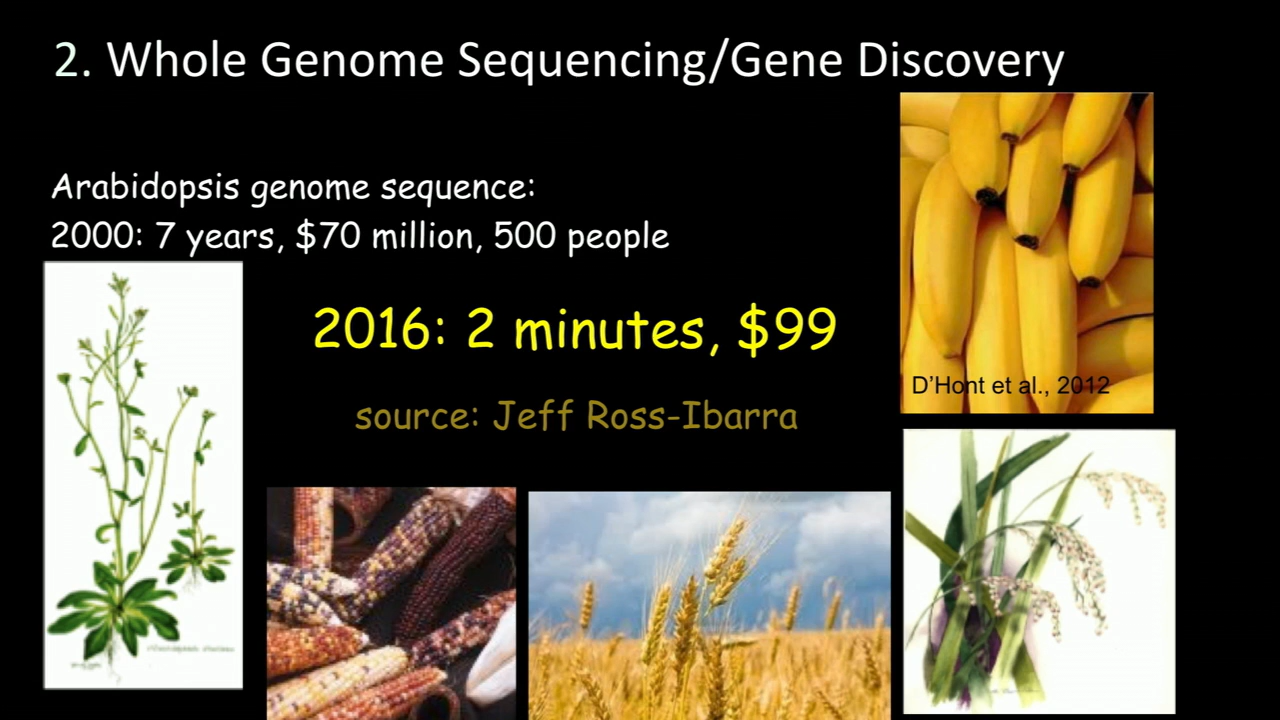 2. Whole Genome Sequencing/Gene Discovery
Arabidopsis genome sequence:
2000: 7 years, $70 million, 500 people
2016: 2 minutes, $99
source: Jeff Ross-Ibarra
D'Hont et al., 2012